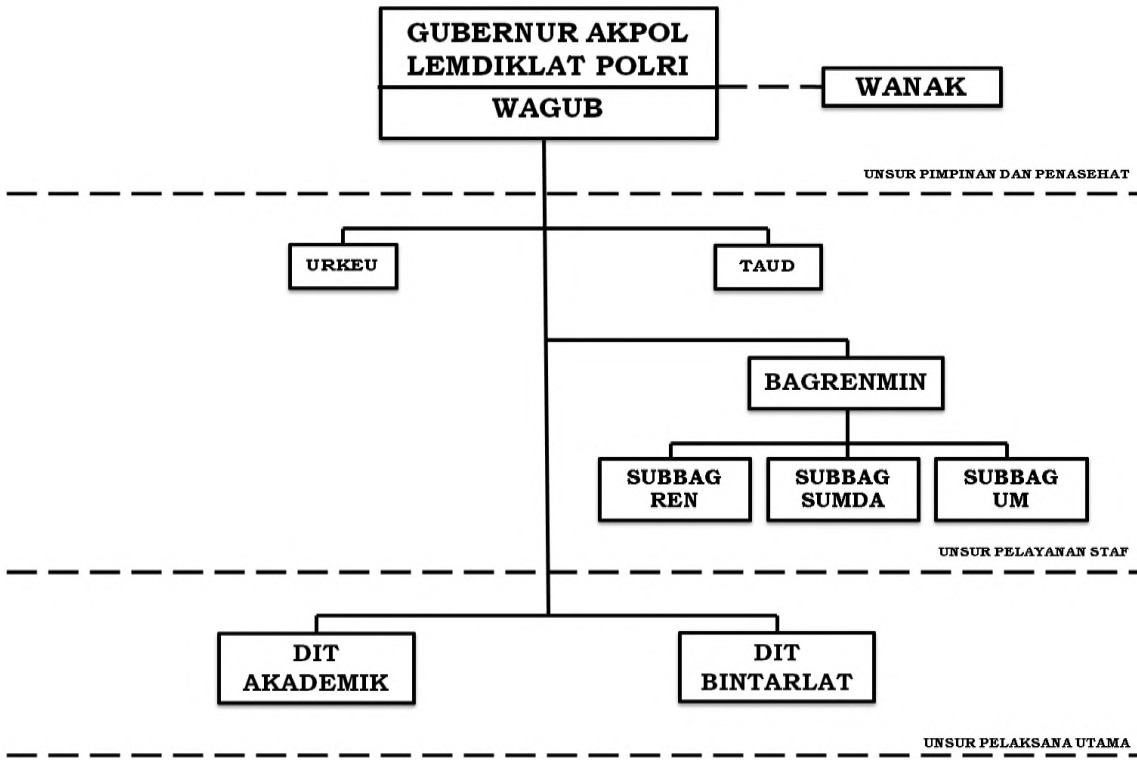 GUBERNUR AKPOL
LEMDIKLAT POLRI
WAGUB
WANAK
UNSUR PIMPINAN DAN PENASEHAT
URKEU
TAUD
BAGRENMIN
SUBBAG
REN
SUBBAG
SUMDA
SUBBAG
UM
UNSUR PELAYANAN STAF
DIT
AKADEMIK
DIT
BINTARLAT
UNSUR PELAKSANA UTAMA